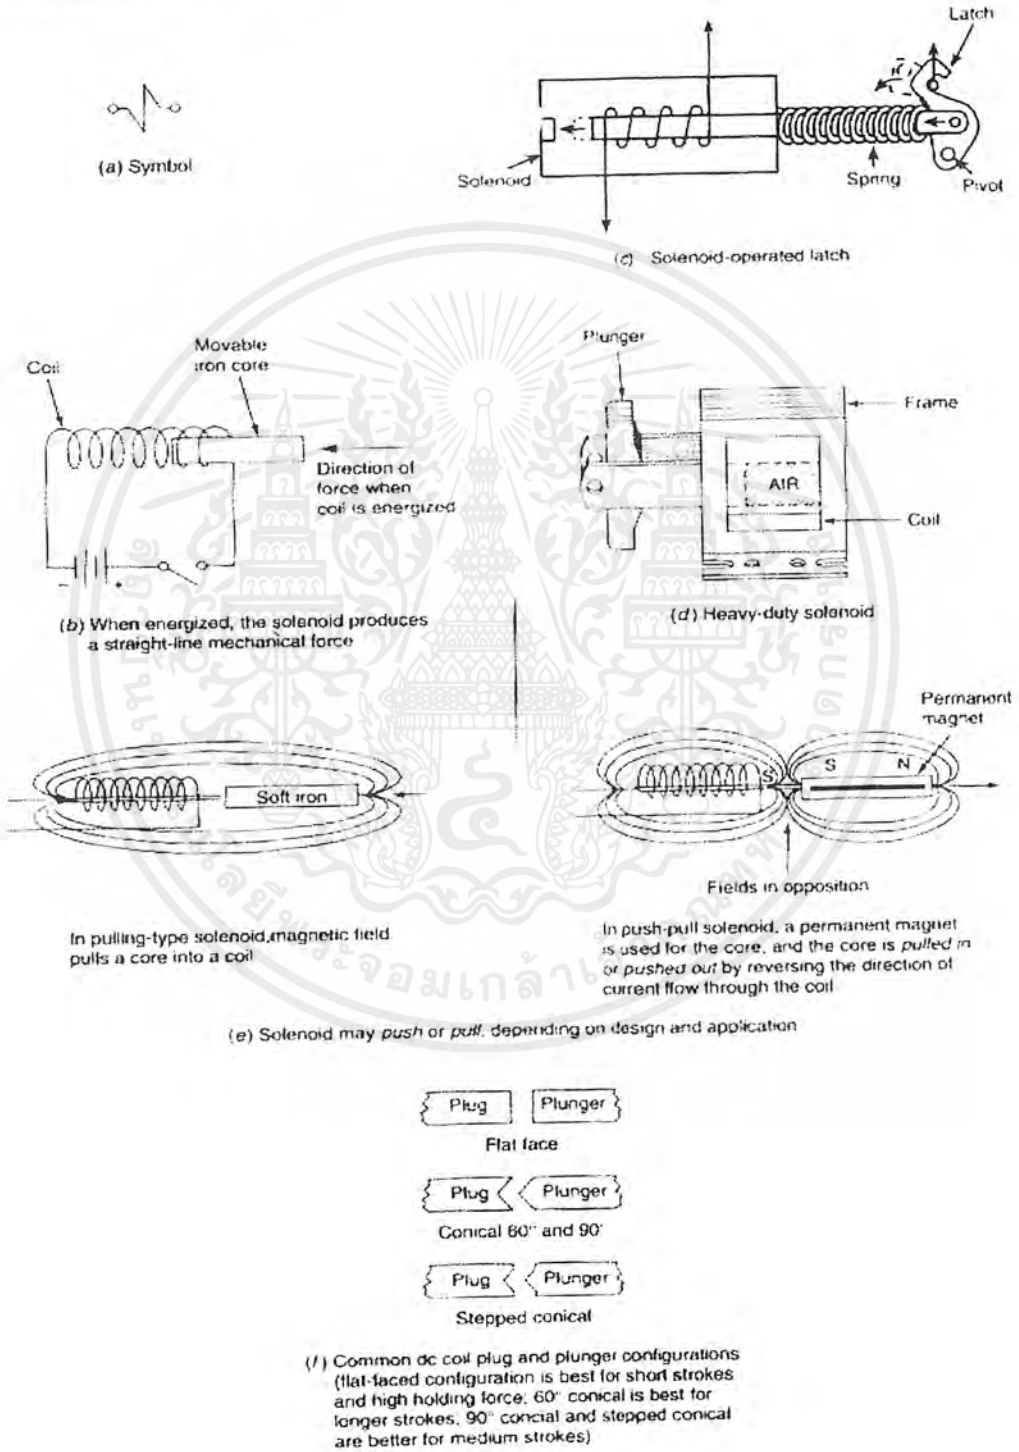 Latch
(a) Symbol
Solenoid
Spring
Pivot
(c) Solenoid-operated latch
Coil
Movable
iron core
Direction of
force when
coil is energized
- +
(b) When energized, the solenoid produces
a straight-line mechanical force
Plunger
Frame
AIR
Coil
(d) Heavy-duty solenoid
Soft iron
In pulling-type solenoid, magnetic field
pulls a core into a coil
Permanent
magnet
S S N
Fields in opposition
In push-pull solenoid, a permanent magnet
is used for the core, and the core is pulled in
or pushed out by reversing the direction of
current flow through the coil
(e) Solenoid may push or pull, depending on design and application
Plug Plunger
Flat face
Plug Plunger
Conical 60° and 90°
Plug Plunger
Stepped conical
(f) Common dc coil plug and plunger configurations
(flat-faced configuration is best for short strokes
and high holding force; 60° conical is best for
longer strokes; 90° concial and stepped conical
are better for medium strokes)